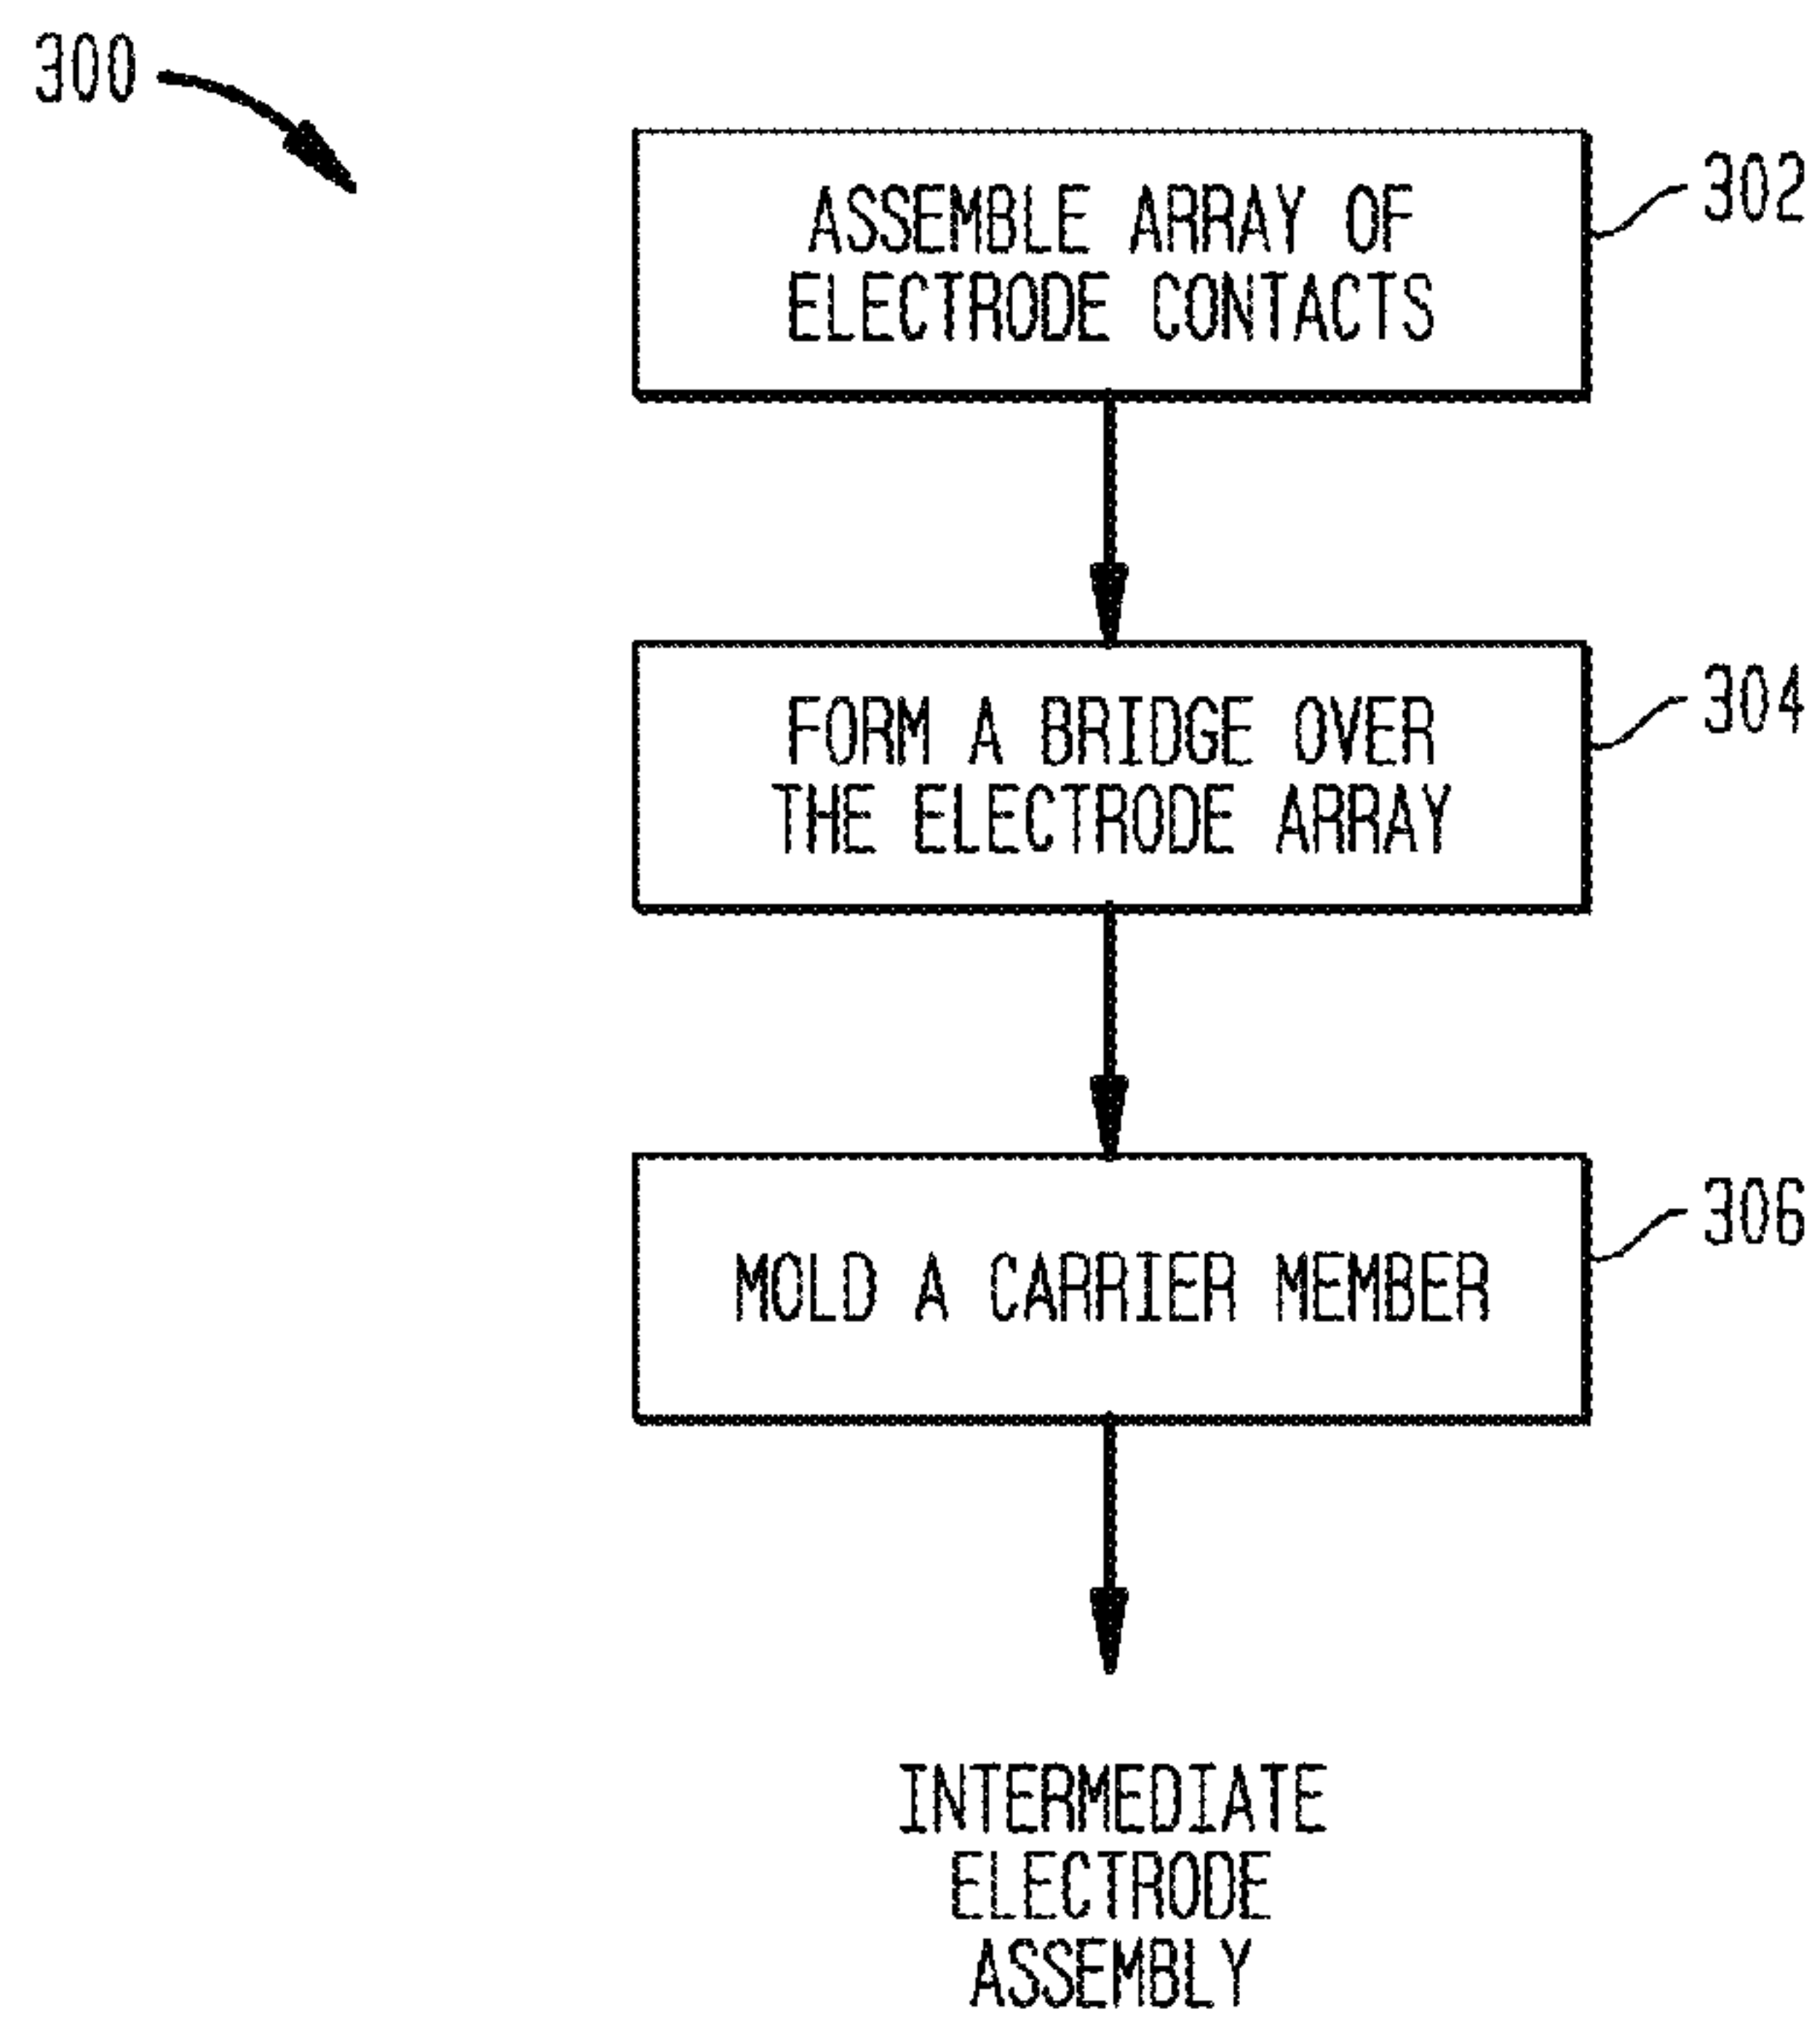 300
ASSEMBLE ARRAY OF
ELECTRODE CONTACTS
302
FORM A BRIDGE OVER
THE ELECTRODE ARRAY
304
MOLD A CARRIER MEMBER
306
INTERMEDIATE
ELECTRODE
ASSEMBLY